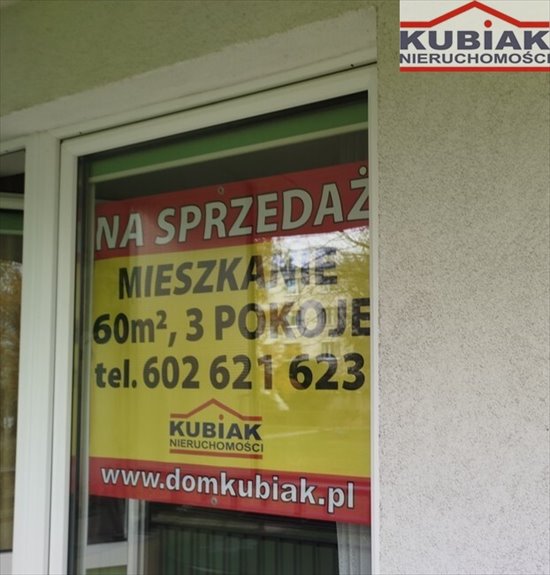 KUBiAK
NIERUCHOMOŚCI
NA SPRZEDAŻ
MIESZKANIE
60m², 3 POKOJE
tel. 602 621 623
KUBiAK
NIERUCHOMOŚCI
www.domkubiak.pl